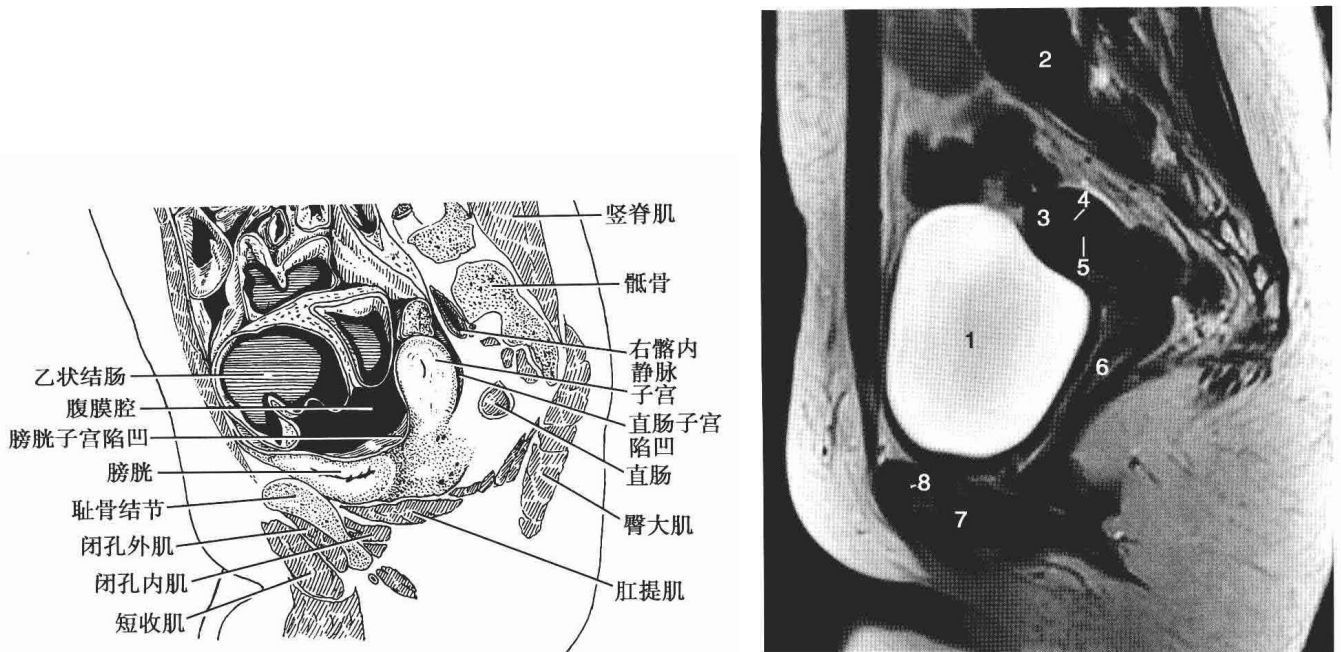 竖脊肌
骶骨
右髂内
静脉
子宫
直肠子宫
陷凹
直肠
臀大肌
肛提肌
乙状结肠
腹膜腔
膀胱子宫陷凹
膀胱
耻骨结节
闭孔外肌
闭孔内肌
短收肌
2
4
3
5
1
6
8
7